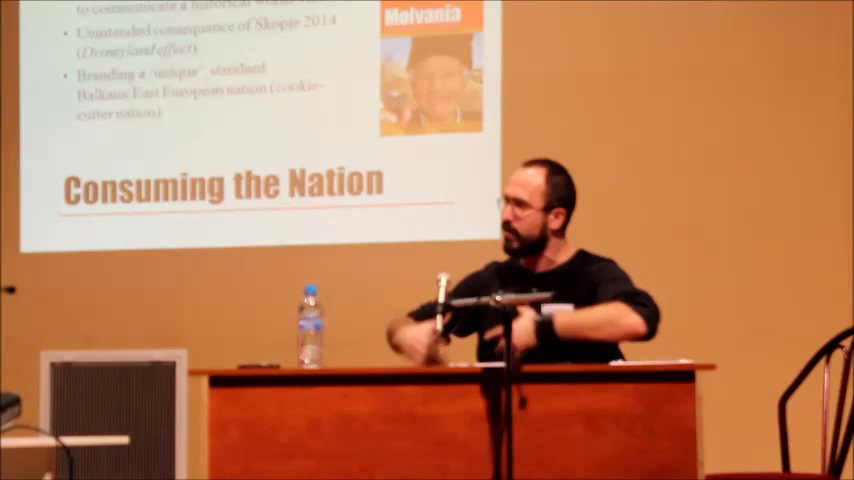 to communicate a historical
• Unintended consequence of Skopje 2014
(Disneyland effect)
• Branding a 'unique', standard
Balkans-East European nation (cookie-
cutter nation)
Molvania
Consuming the Nation